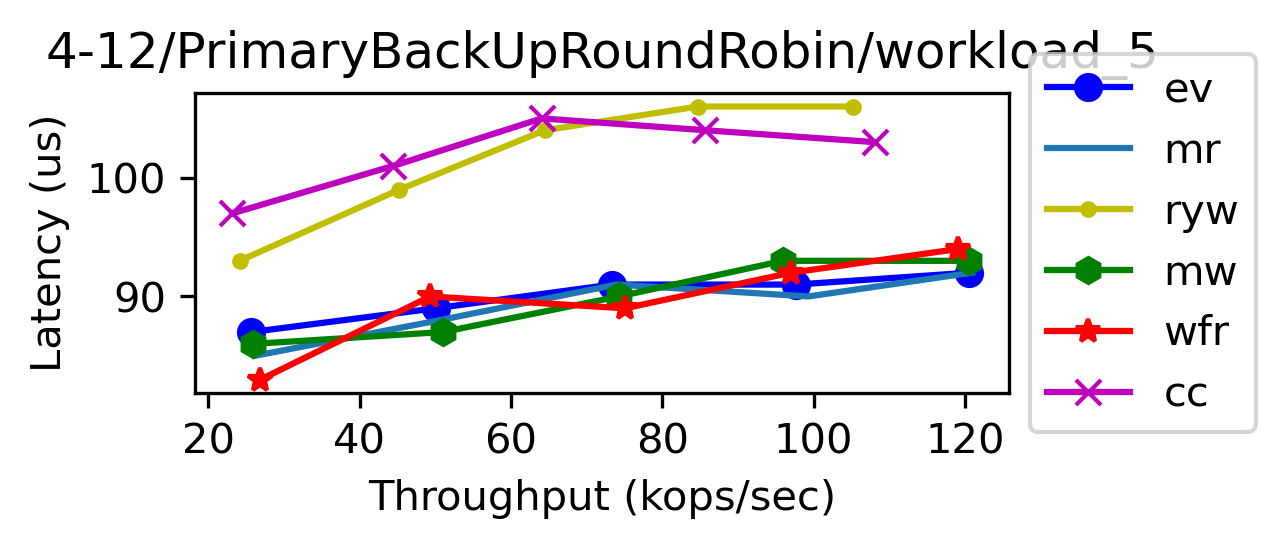 4-12/PrimaryBackUpRoundRobin/workload_5
Latency (us)
100
90
20 40 60 80 100 120
Throughput (kops/sec)
ev
mr
ryw
mw
wfr
cc